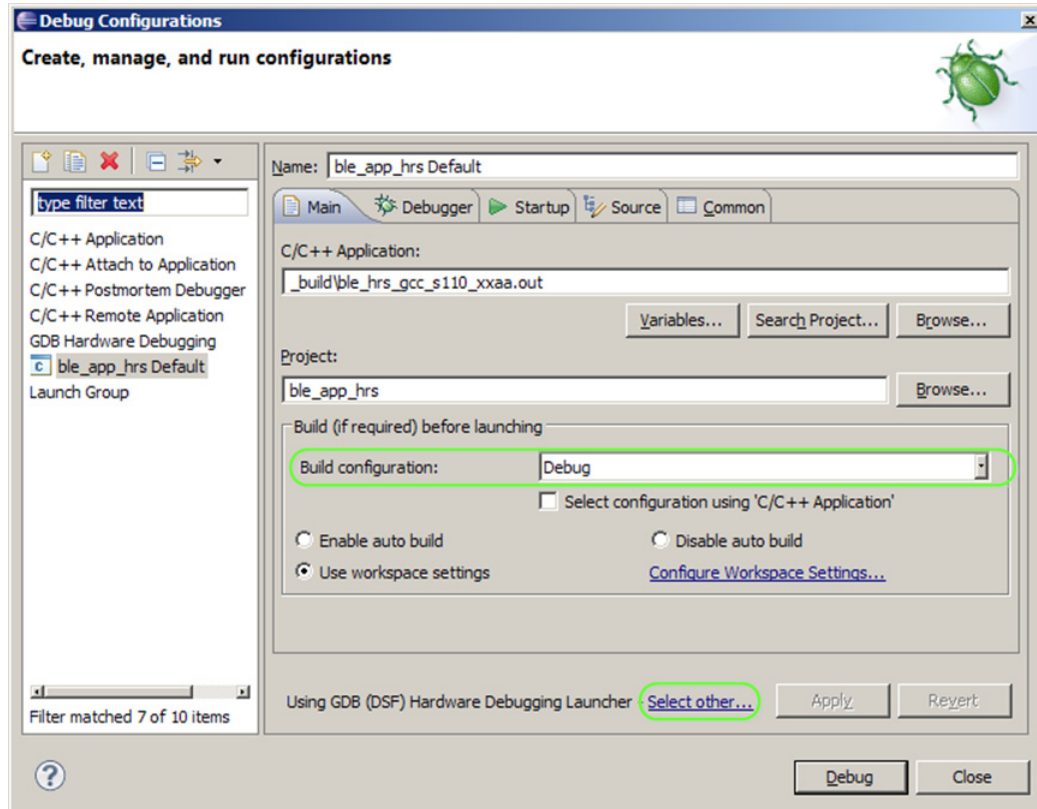 Debug Configurations
Create, manage, and run configurations
type filter text
C/C++ Application
C/C++ Attach to Application
C/C++ Postmortem Debugger
C/C++ Remote Application
GDB Hardware Debugging
c ble_app_hrs Default
Launch Group
Filter matched 7 of 10 items
Name: ble_app_hrs Default
Main Debugger Startup Source Common
C/C++ Application:
_build\ble_hrs_gcc_s110_xxaa.out
Variables... Search Project... Browse...
Project:
ble_app_hrs Browse...
Build (if required) before launching
Build configuration: Debug
Select configuration using 'C/C++ Application'
Enable auto build Disable auto build
Use workspace settings Configure Workspace Settings...
Using GDB (DSF) Hardware Debugging Launcher - Select other... Apply Revert
? Debug Close